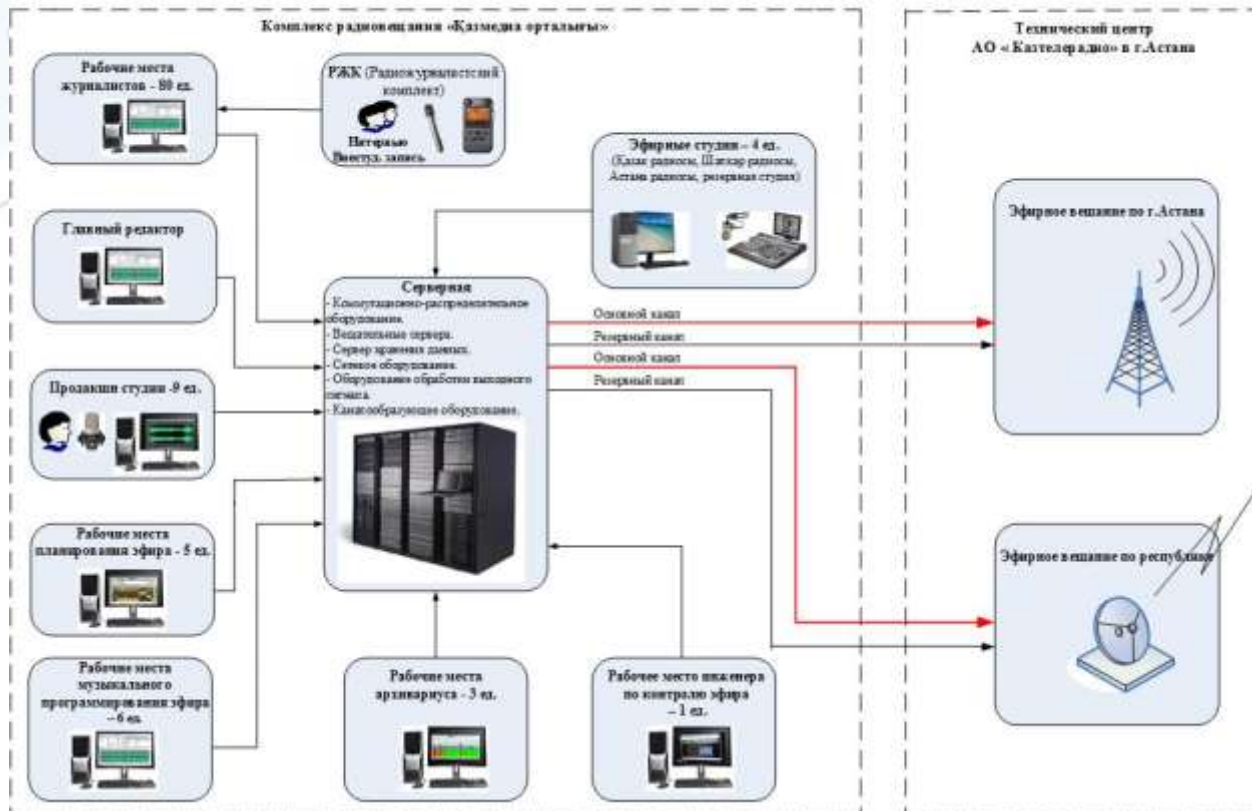 Комплекс радиовещания «Қазмедиа орталығы»
Рабочие места
журналистов - 80 ед.
РЖК (Радиожурналистский
комплект)
Интервью
Внестуд. запись
Эфирные студии – 4 ед.
(Қазақ радиосы, Шалқар радиосы,
Астана радиосы, резервная студия)
Главный редактор
Продакшн студии -9 ед.
Рабочие места
планирования эфира - 5 ед.
Рабочие места
музыкального
программирования эфира
– 6 ед.
Серверная
- Коммутационно-распределительное
оборудование.
- Вещательные сервера.
- Сервер хранения данных.
- Сетевое оборудование.
- Оборудование обработки выходного
сигнала.
- Каналообразующее оборудование.
Рабочие места
архивариуса - 3 ед.
Рабочее место инженера
по контролю эфира
– 1 ед.
Основной канал
Резервный канал
Основной канал
Резервный канал
Технический центр
АО « Казтелерадио» в г.Астана
Эфирное вещание по г.Астана
Эфирное вещание по республике